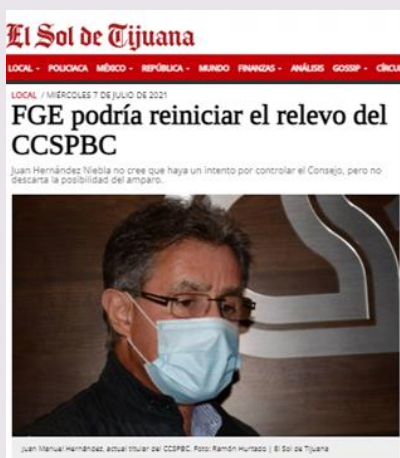 El Sol de Tijuana
LOCAL - POLICIACA MÉXICO - REPÚBLICA - MUNDO FINANZAS - ANÁLISIS GOSSIP - CÍRCU
LOCAL / MIÉRCOLES 7 DE JULIO DE 2021
FGE podría reiniciar el relevo del
CCSPBC
Juan Hernández Niebla no cree que haya un intento por controlar el Consejo, pero no
descarta la posibilidad del amparo.
Juan Manuel Hernández, actual titular del CCSPBC. Foto: Ramón Hurtado | El Sol de Tijuana